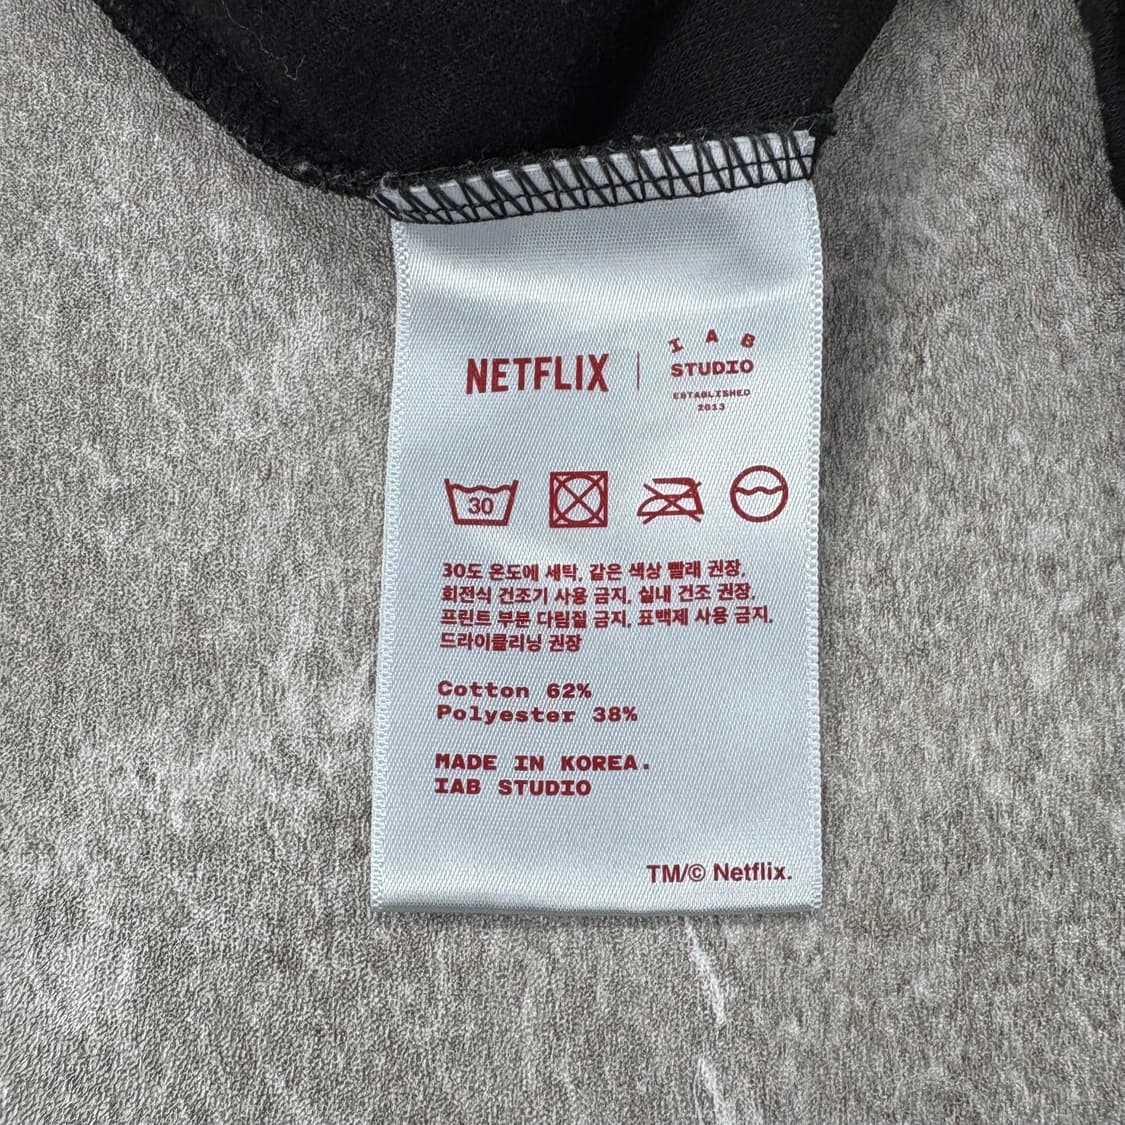 NETFLIX
IAB
STUDIO
ESTABLISHED
2013
30
30도 온도에 세탁, 같은 색상 빨래 권장,
회전식 건조기 사용 금지, 실내 건조 권장,
프린트 부분 다림질 금지, 표백제 사용 금지,
드라이클리닝 권장
Cotton 62%
Polyester 38%
MADE IN KOREA.
IAB STUDIO
TM/© Netflix.